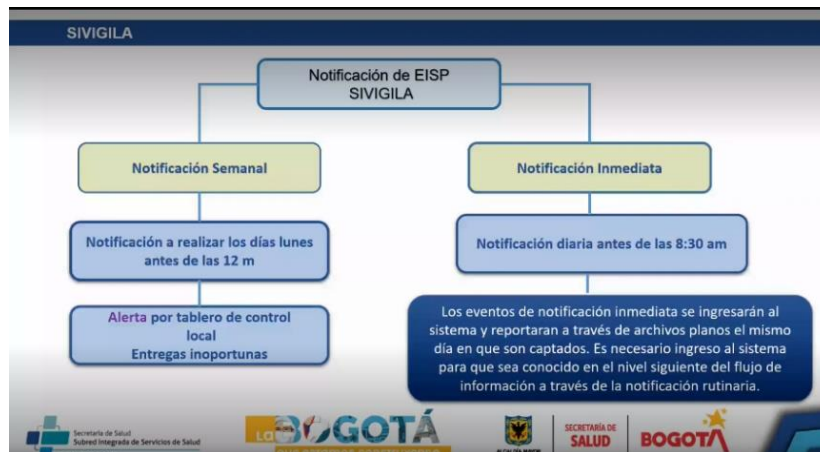 SIVIGILA
Notificación de EISP
SIVIGILA
Notificación Semanal
Notificación Inmediata
Notificación a realizar los días lunes
antes de las 12 m
Notificación diaria antes de las 8:30 am
Alerta por tablero de control
local
Entregas inoportunas
Los eventos de notificación inmediata se ingresarán al
sistema y reportaran a través de archivos planos el mismo
día en que son captados. Es necesario ingreso al sistema
para que sea conocido en el nivel siguiente del flujo de
información a través de la notificación rutinaria.
Secretaría de Salud
Subred Integrada de Servicios de Salud
La BOGOTÁ
SECRETARÍA DE
SALUD
BOGOTÁ